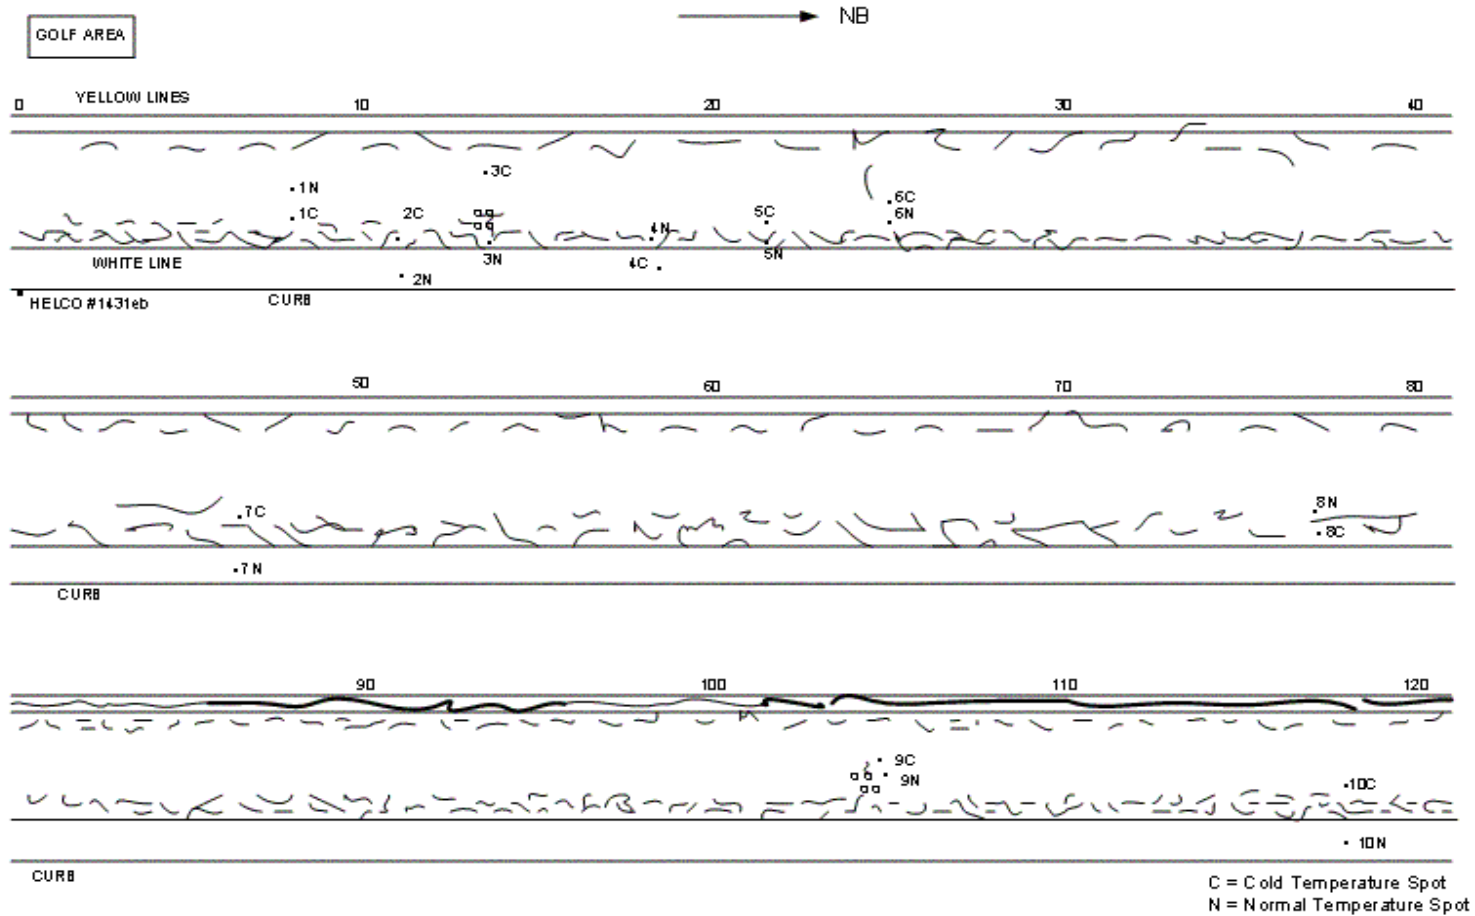 NB
GOLF AREA
0 YELLOW LINES 10 20 30 40
3C
1N
6C
1C 2C 5C
6N
4N
3N 5N
WHITE LINE 4C
2N
HELCO #1431eb CURB
50 60 70 80
7C 8N
8C
7N
CURB
90 100 110 120
9C
9N
10C
10N
CURB
C = Cold Temperature Spot
N = Normal Temperature Spot